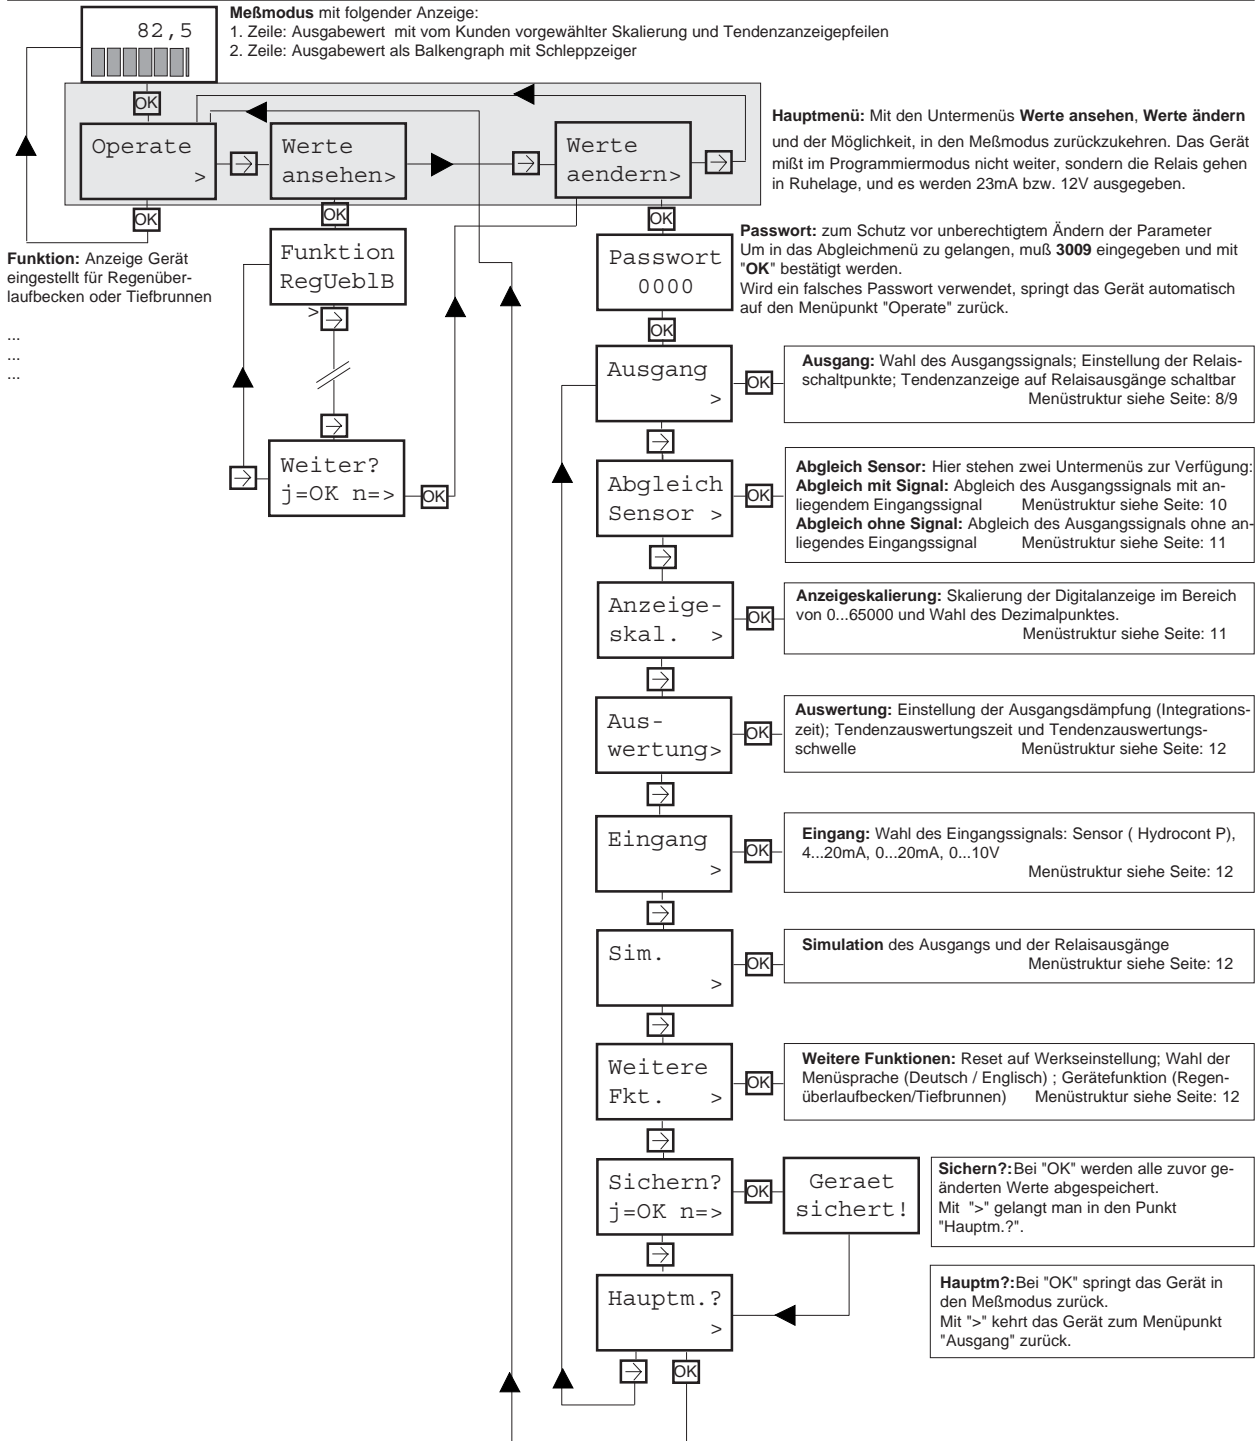 82,5
Meßmodus mit folgender Anzeige:
1. Zeile: Ausgabewert mit vom Kunden vorgewählter Skalierung und Tendenzanzeigepfeilen
2. Zeile: Ausgabewert als Balkengraph mit Schleppzeiger
OK
Operate
>
Werte
ansehen>
Werte
aendern>
Hauptmenü: Mit den Untermenüs Werte ansehen, Werte ändern
und der Möglichkeit, in den Meßmodus zurückzukehren. Das Gerät
mißt im Programmiermodus nicht weiter, sondern die Relais gehen
in Ruhelage, und es werden 23mA bzw. 12V ausgegeben.
OK
OK
OK
Funktion: Anzeige Gerät
eingestellt für Regenüber-
laufbecken oder Tiefbrunnen
...
...
...
Funktion
RegUeblB
>
Weiter?
j=OK n=>
OK
Passwort
0000
Passwort: zum Schutz vor unberechtigtem Ändern der Parameter
Um in das Abgleichmenü zu gelangen, muß 3009 eingegeben und mit
"OK" bestätigt werden.
Wird ein falsches Passwort verwendet, springt das Gerät automatisch
auf den Menüpunkt "Operate" zurück.
OK
Ausgang
>
OK
Ausgang: Wahl des Ausgangssignals; Einstellung der Relais-
schaltpunkte; Tendenzanzeige auf Relaisausgänge schaltbar
Menüstruktur siehe Seite: 8/9
Abgleich
Sensor >
OK
Abgleich Sensor: Hier stehen zwei Untermenüs zur Verfügung:
Abgleich mit Signal: Abgleich des Ausgangssignals mit an-
liegendem Eingangssignal Menüstruktur siehe Seite: 10
Abgleich ohne Signal: Abgleich des Ausgangssignals ohne an-
liegendes Eingangssignal Menüstruktur siehe Seite: 11
Anzeige-
skal. >
OK
Anzeigeskalierung: Skalierung der Digitalanzeige im Bereich
von 0...65000 und Wahl des Dezimalpunktes.
Menüstruktur siehe Seite: 11
Aus-
wertung>
OK
Auswertung: Einstellung der Ausgangsdämpfung (Integrations-
zeit); Tendenzauswertungszeit und Tendenzauswertungs-
schwelle Menüstruktur siehe Seite: 12
Eingang
>
OK
Eingang: Wahl des Eingangssignals: Sensor ( Hydrocont P),
4...20mA, 0...20mA, 0...10V
Menüstruktur siehe Seite: 12
Sim.
>
OK
Simulation des Ausgangs und der Relaisausgänge
Menüstruktur siehe Seite: 12
Weitere
Fkt. >
OK
Weitere Funktionen: Reset auf Werkseinstellung; Wahl der
Menüsprache (Deutsch / Englisch) ; Gerätefunktion (Regen-
überlaufbecken/Tiefbrunnen) Menüstruktur siehe Seite: 12
Sichern?
j=OK n=>
OK
Geraet
sichert!
Sichern?:Bei "OK" werden alle zuvor ge-
änderten Werte abgespeichert.
Mit ">" gelangt man in den Punkt
"Hauptm.?".
Hauptm.?
>
Hauptm?:Bei "OK" springt das Gerät in
den Meßmodus zurück.
Mit ">" kehrt das Gerät zum Menüpunkt
"Ausgang" zurück.
OK